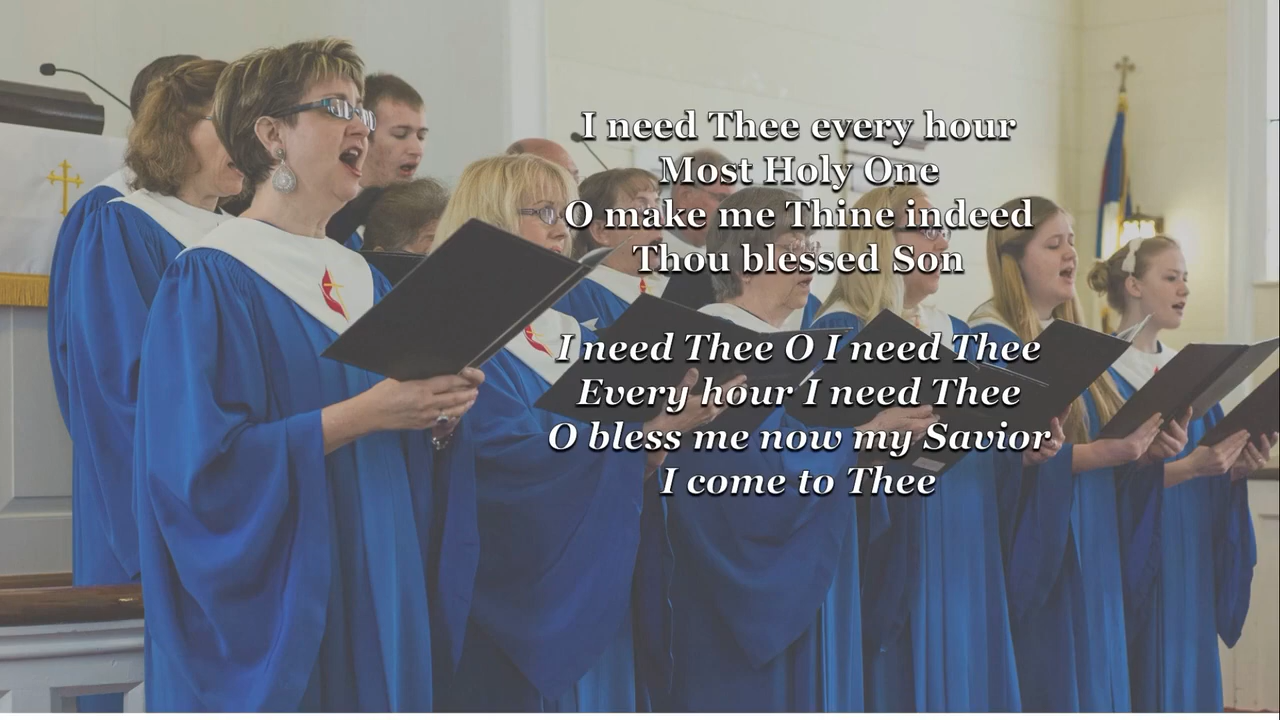 I need Thee every hour
Most Holy One
O make me Thine indeed
Thou blessed Son
I need Thee O I need Thee
Every hour I need Thee
O bless me now my Savior
I come to Thee